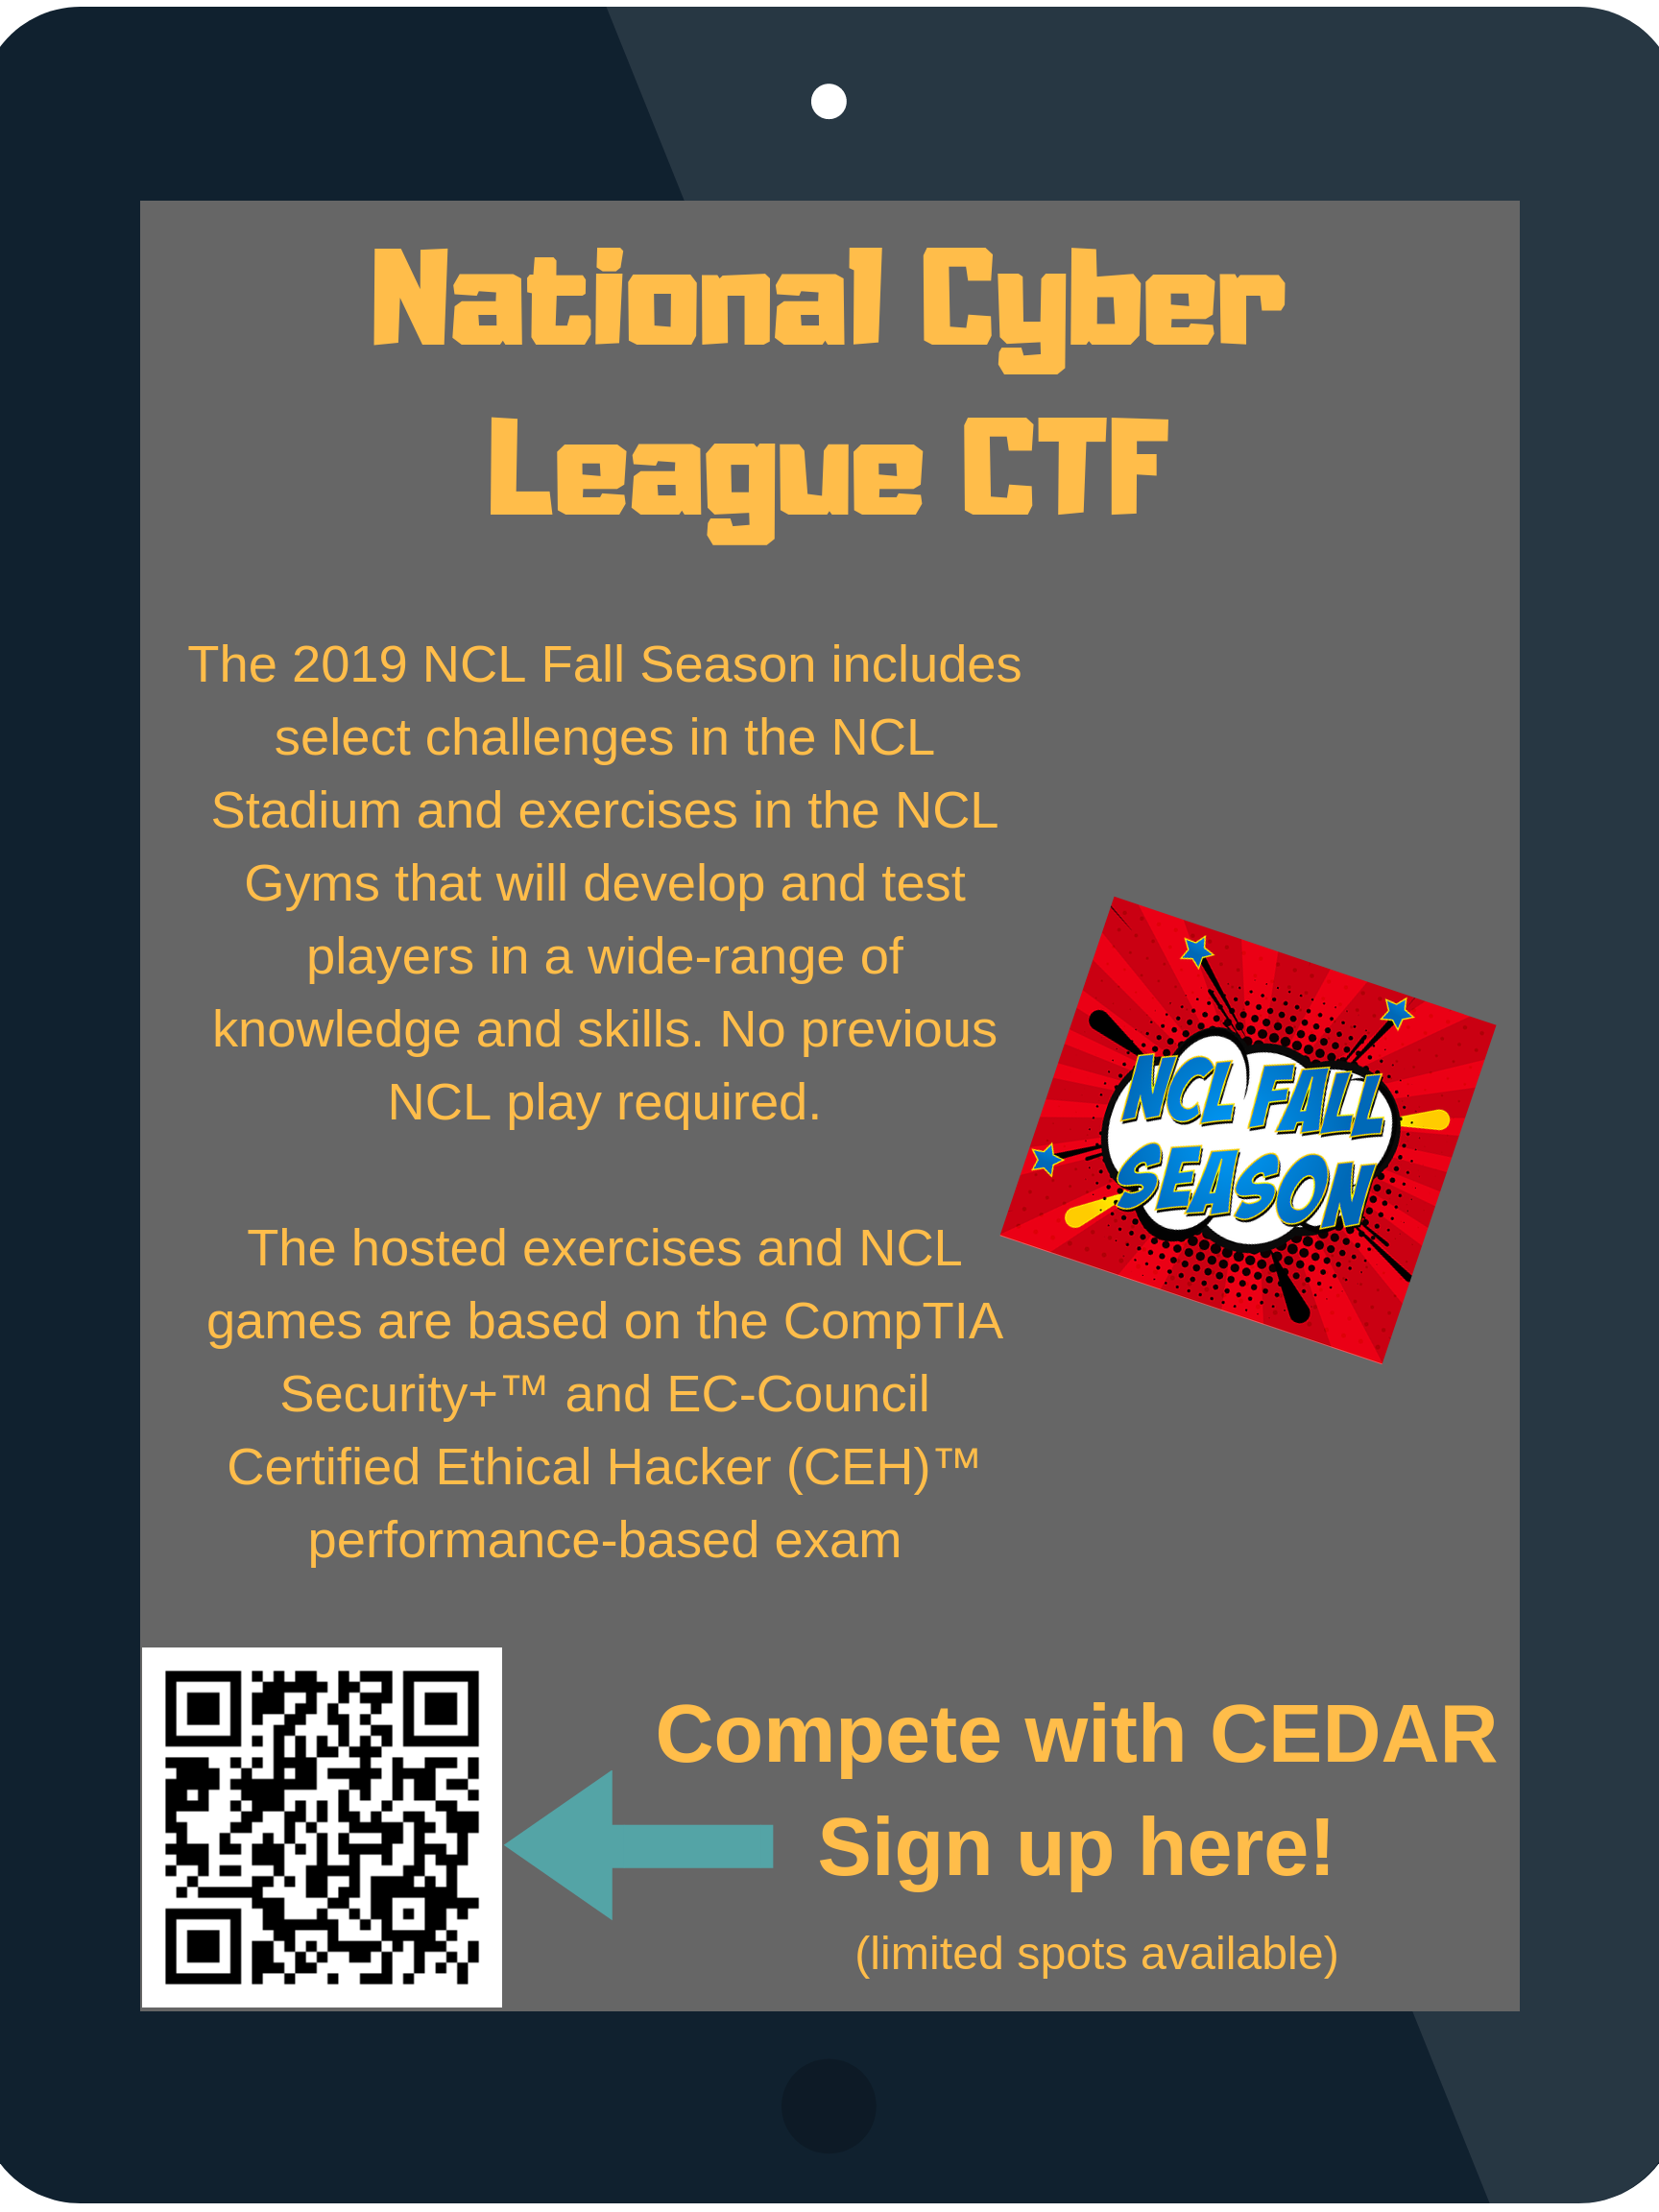 National Cyber
League CTF
The 2019 NCL Fall Season includes
select challenges in the NCL
Stadium and exercises in the NCL
Gyms that will develop and test
players in a wide-range of
knowledge and skills. No previous
NCL play required.
The hosted exercises and NCL
games are based on the CompTIA
Security+™ and EC-Council
Certified Ethical Hacker (CEH)™
performance-based exam
NCL FALL
SEASON
Compete with CEDAR
Sign up here!
(limited spots available)